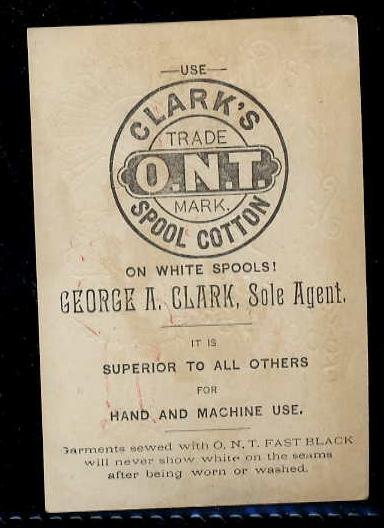 USE
CLARK'S
TRADE
O.N.T.
MARK.
SPOOL COTTON
ON WHITE SPOOLS!
GEORGE A. CLARK, Sole Agent.
IT IS
SUPERIOR TO ALL OTHERS
FOR
HAND AND MACHINE USE.
Garments sewed with O. N. T. FAST BLACK
will never show white on the seams
after being worn or washed.